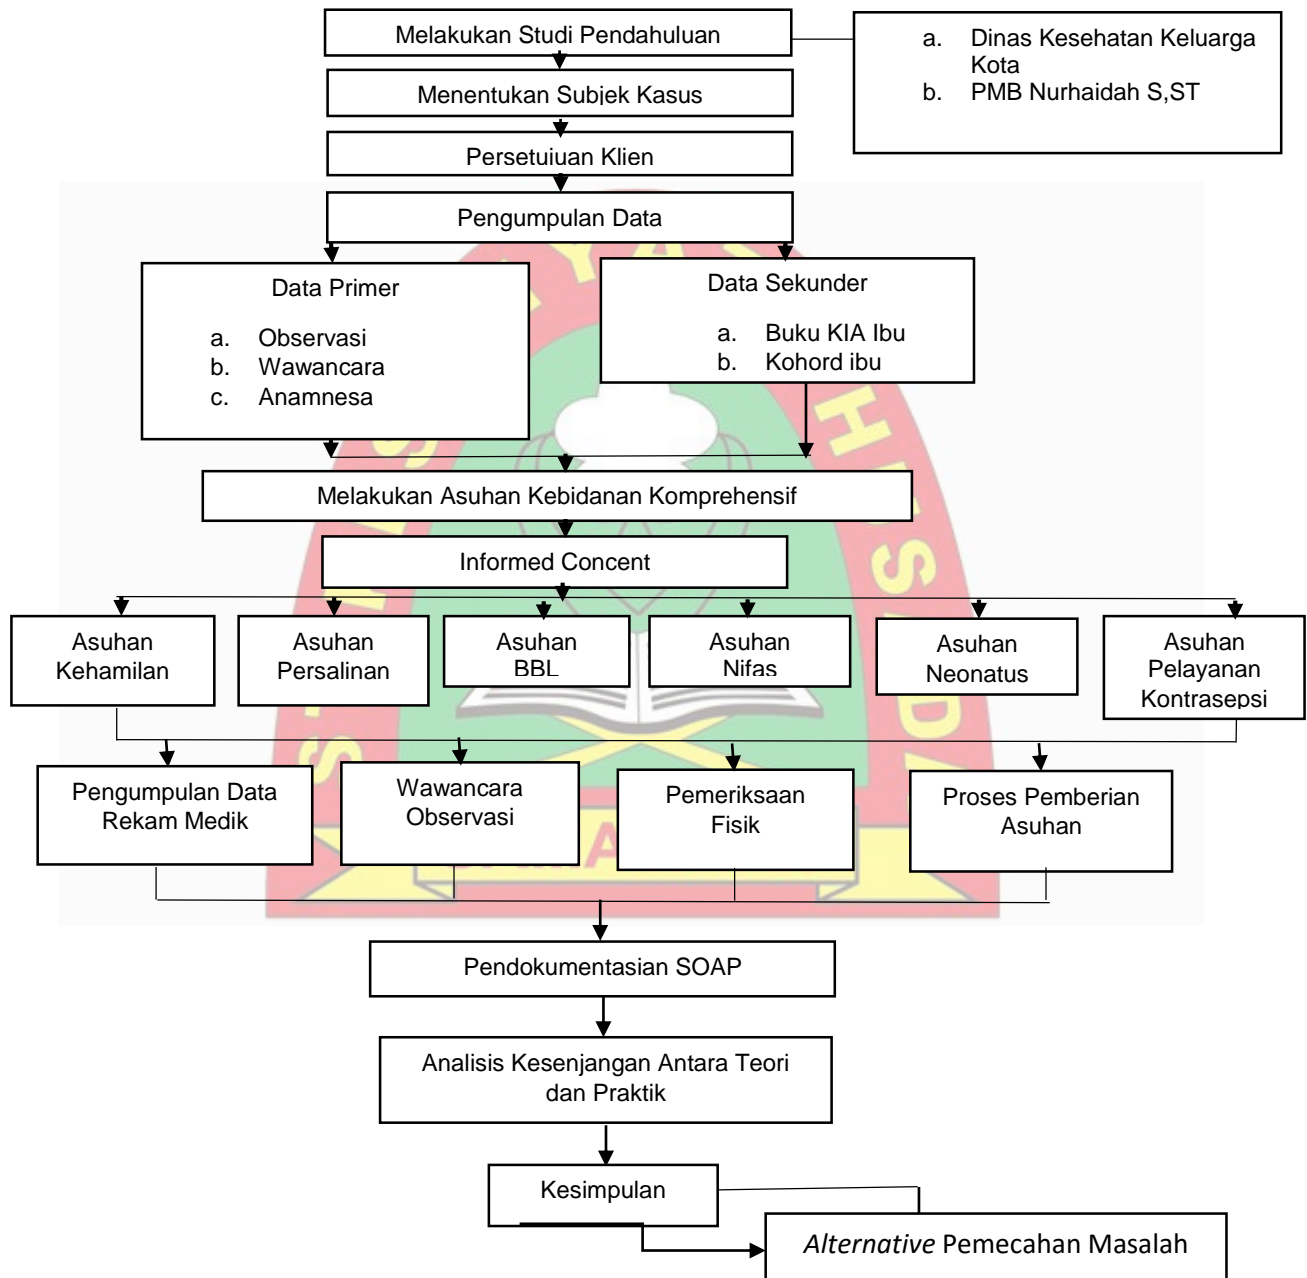 Melakukan Studi Pendahuluan
a. Dinas Kesehatan Keluarga
Kota
b. PMB Nurhaidah S,ST
Menentukan Subjek Kasus
Persetujuan Klien
Pengumpulan Data
Data Primer
a. Observasi
b. Wawancara
c. Anamnesa
Data Sekunder
a. Buku KIA Ibu
b. Kohord ibu
Melakukan Asuhan Kebidanan Komprehensif
Informed Concent
Asuhan
Kehamilan
Asuhan
Persalinan
Asuhan
BBL
Asuhan
Nifas
Asuhan
Neonatus
Asuhan
Pelayanan
Kontrasepsi
Pengumpulan Data
Rekam Medik
Wawancara
Observasi
Pemeriksaan
Fisik
Proses Pemberian
Asuhan
Pendokumentasian SOAP
Analisis Kesenjangan Antara Teori
dan Praktik
Kesimpulan
Alternative Pemecahan Masalah